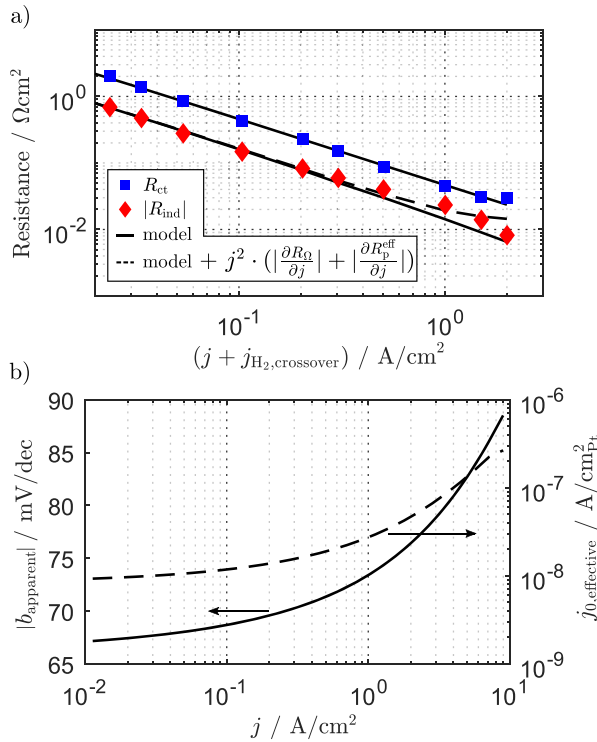 a)
Resistance / Ωcm²
10⁰
10⁻²
R_ct
|R_ind|
model
model + j² · (|∂R_Ω/∂j| + |∂R_p^eff/∂j|)
10⁻¹ 10⁰
(j + j_H₂,crossover) / A/cm²
b)
|b_apparent| / mV/dec
90
85
80
75
70
65
10⁻⁶
10⁻⁷
10⁻⁸
10⁻⁹
j_0,effective / A/cm²_Pt
10⁻² 10⁻¹ 10⁰ 10¹
j / A/cm²